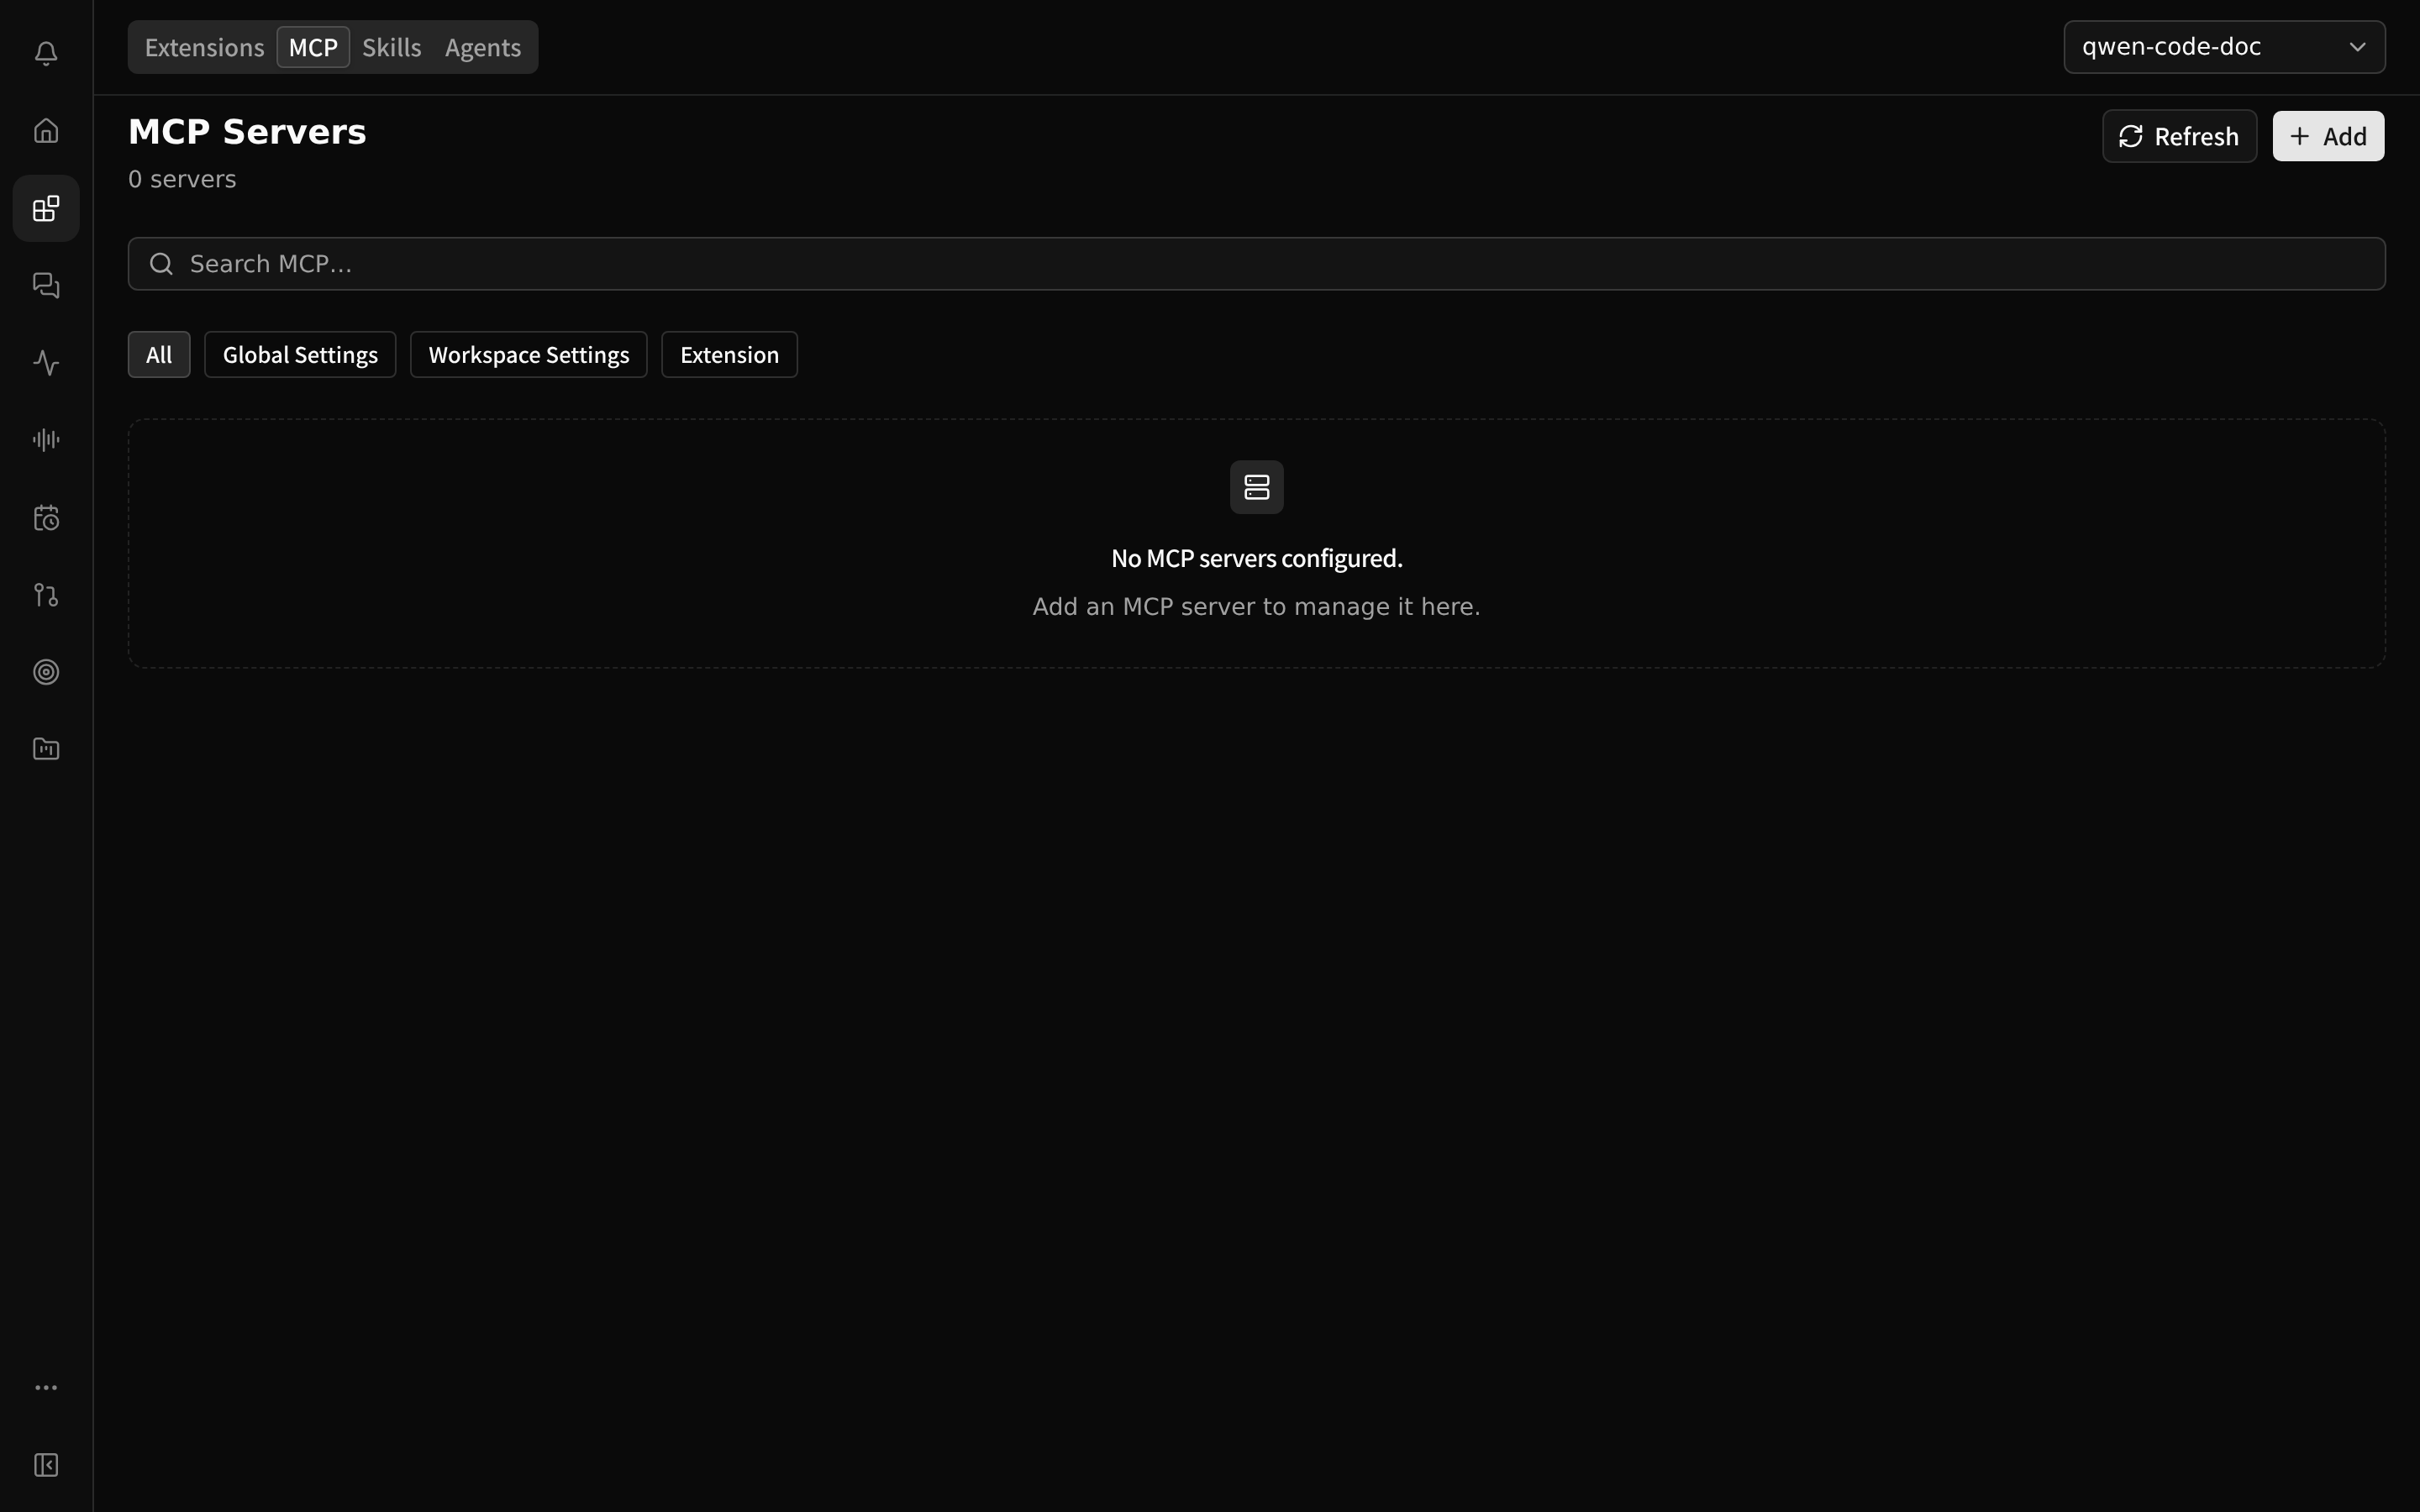 Extensions MCP Skills Agents
qwen-code-doc
MCP Servers
0 servers
Refresh
Add
Search MCP...
All
Global Settings
Workspace Settings
Extension
No MCP servers configured.
Add an MCP server to manage it here.